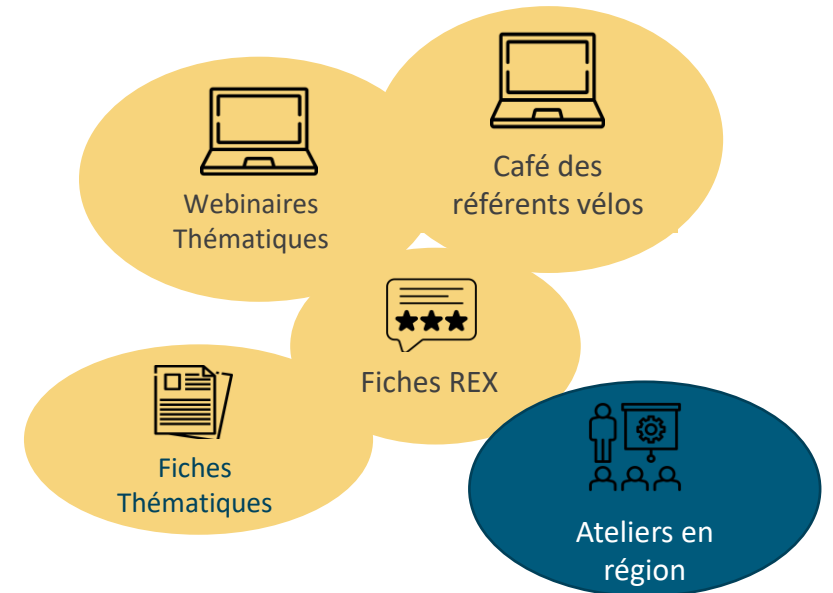 Café des
référents vélos
Webinaires
Thématiques
Fiches REX
Fiches
Thématiques
Ateliers en
région